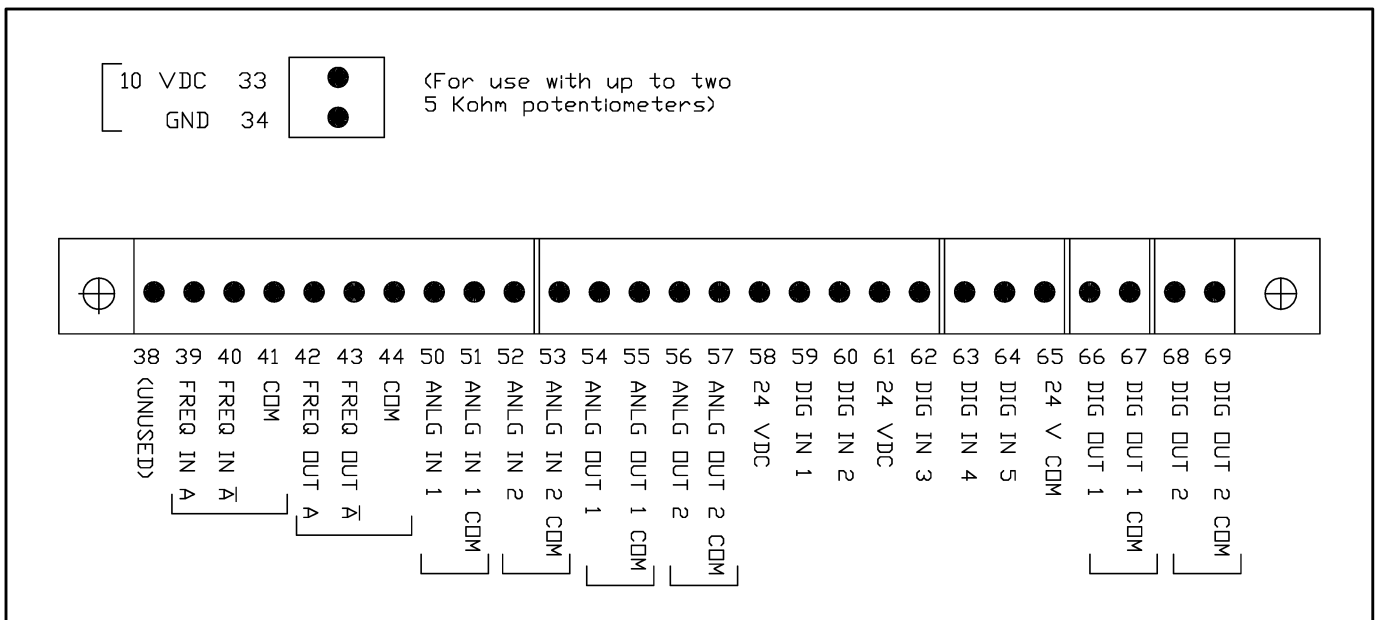 10 VDC 33
GND 34
(For use with up to two
5 Kohm potentiometers)
38 39 40 41 42 43 44 50 51 52 53 54 55 56 57 58 59 60 61 62 63 64 65 66 67 68 69
(UNUSED)
FREQ IN A
FREQ IN A̅
COM
FREQ OUT A
FREQ OUT A̅
COM
ANLG IN 1
ANLG IN 1 COM
ANLG IN 2
ANLG IN 2 COM
ANLG OUT 1
ANLG OUT 1 COM
ANLG OUT 2
ANLG OUT 2 COM
24 VDC
DIG IN 1
DIG IN 2
24 VDC
DIG IN 3
DIG IN 4
DIG IN 5
24 V COM
DIG OUT 1
DIG OUT 1 COM
DIG OUT 2
DIG OUT 2 COM